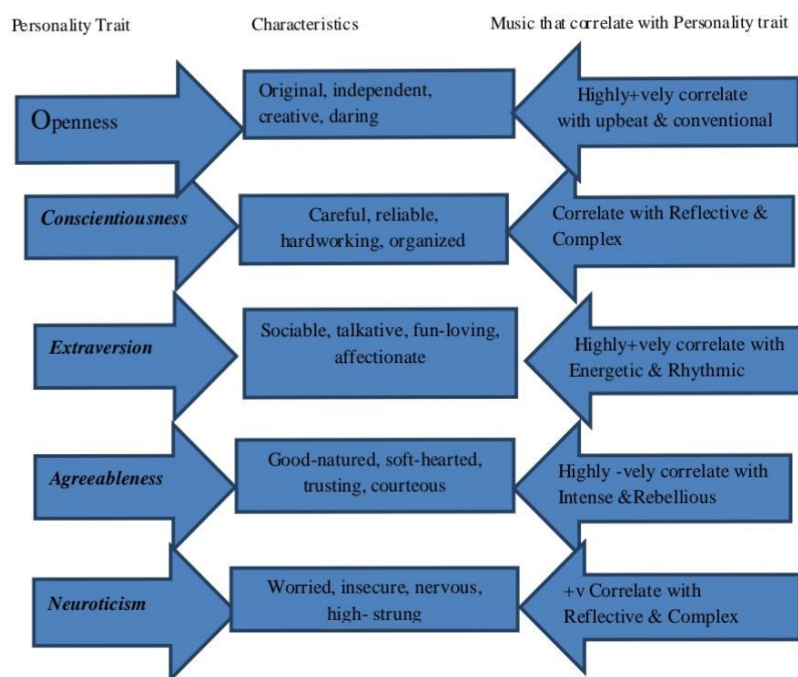 Personality Trait
Characteristics
Music that correlate with Personality trait
Openness
Original, independent,
creative, daring
Highly+vely correlate
with upbeat & conventional
Conscientiousness
Careful, reliable,
hardworking, organized
Correlate with Reflective &
Complex
Extraversion
Sociable, talkative, fun-loving,
affectionate
Highly+vely correlate with
Energetic & Rhythmic
Agreeableness
Good-natured, soft-hearted,
trusting, courteous
Highly -vely correlate with
Intense &Rebellious
Neuroticism
Worried, insecure, nervous,
high- strung
+v Correlate with
Reflective & Complex